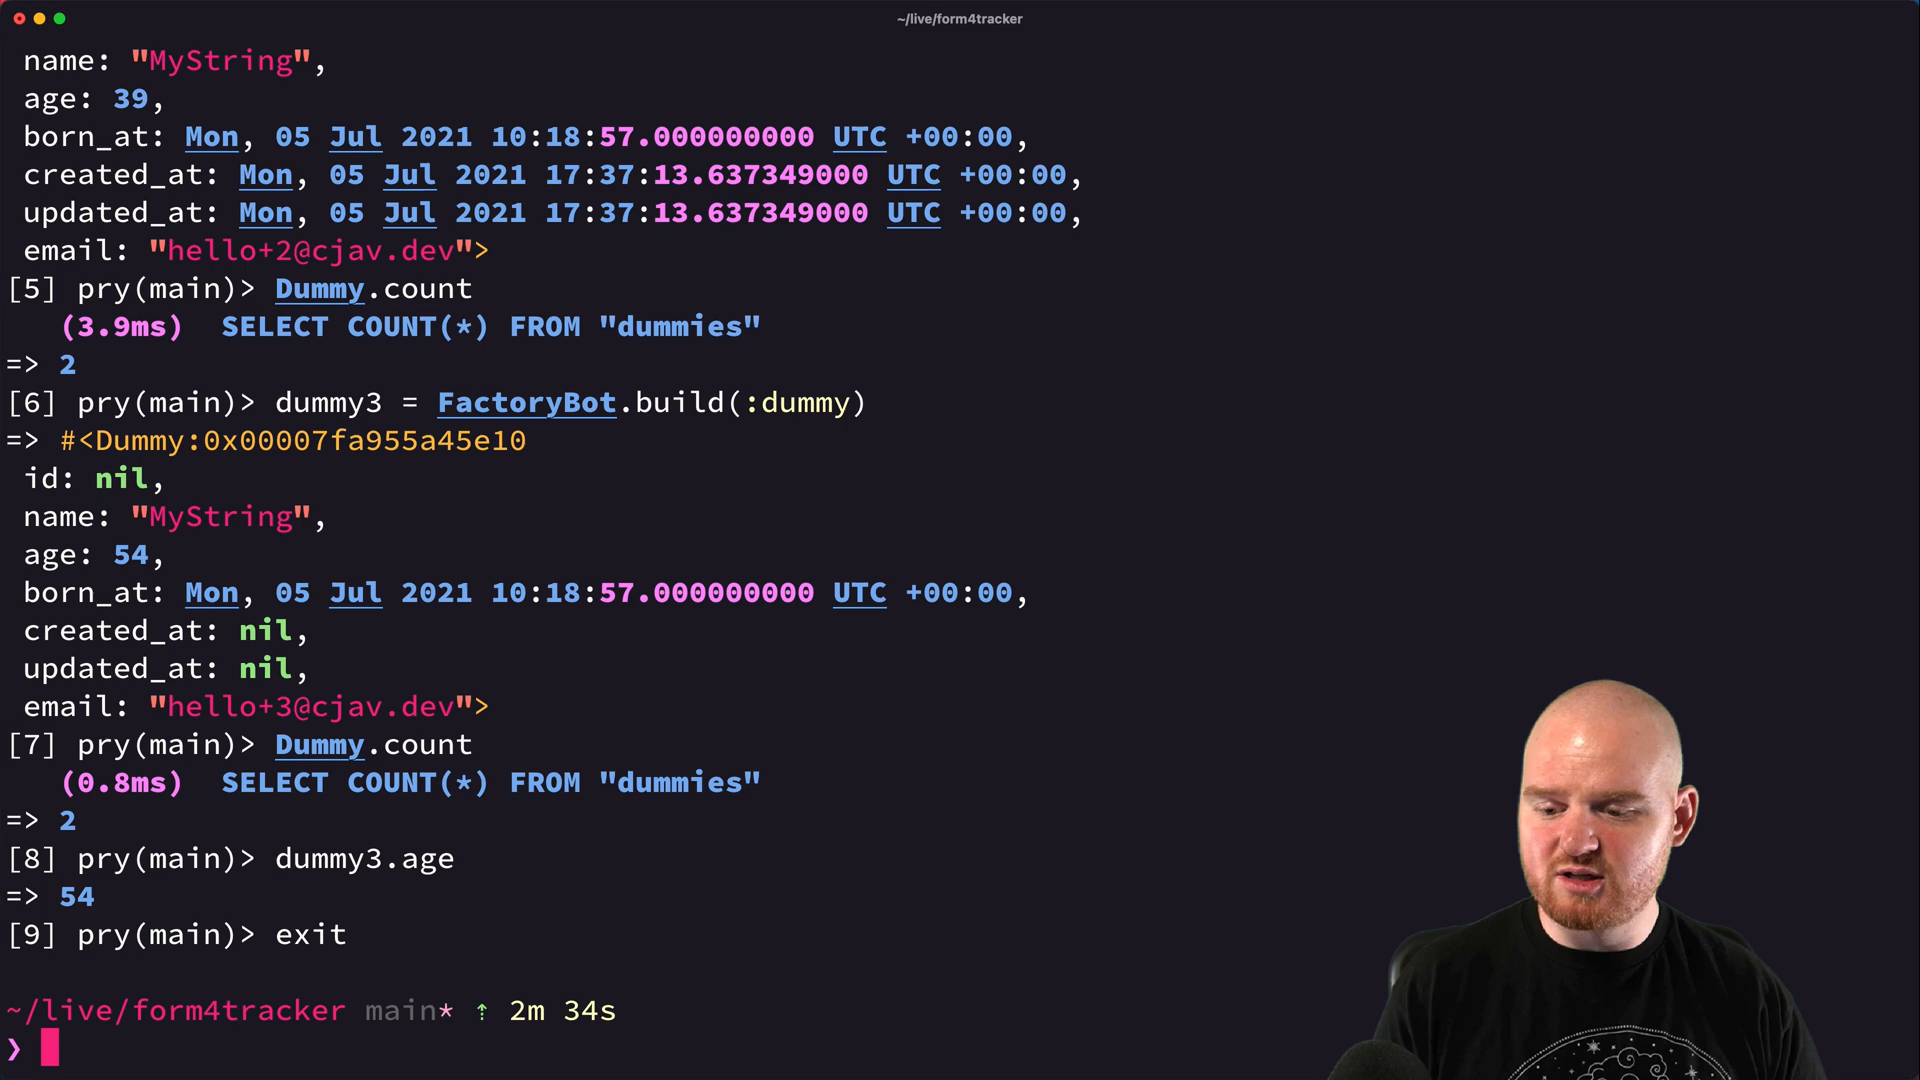 ~/live/form4tracker
name: "MyString",
age: 39,
born_at: Mon, 05 Jul 2021 10:18:57.000000000 UTC +00:00,
created_at: Mon, 05 Jul 2021 17:37:13.637349000 UTC +00:00,
updated_at: Mon, 05 Jul 2021 17:37:13.637349000 UTC +00:00,
email: "hello+2@cjav.dev">
[5] pry(main)> Dummy.count
(3.9ms)  SELECT COUNT(*) FROM "dummies"
=> 2
[6] pry(main)> dummy3 = FactoryBot.build(:dummy)
=> #<Dummy:0x00007fa955a45e10
id: nil,
name: "MyString",
age: 54,
born_at: Mon, 05 Jul 2021 10:18:57.000000000 UTC +00:00,
created_at: nil,
updated_at: nil,
email: "hello+3@cjav.dev">
[7] pry(main)> Dummy.count
(0.8ms)  SELECT COUNT(*) FROM "dummies"
=> 2
[8] pry(main)> dummy3.age
=> 54
[9] pry(main)> exit
~/live/form4tracker main* ⇡ 2m 34s
❯